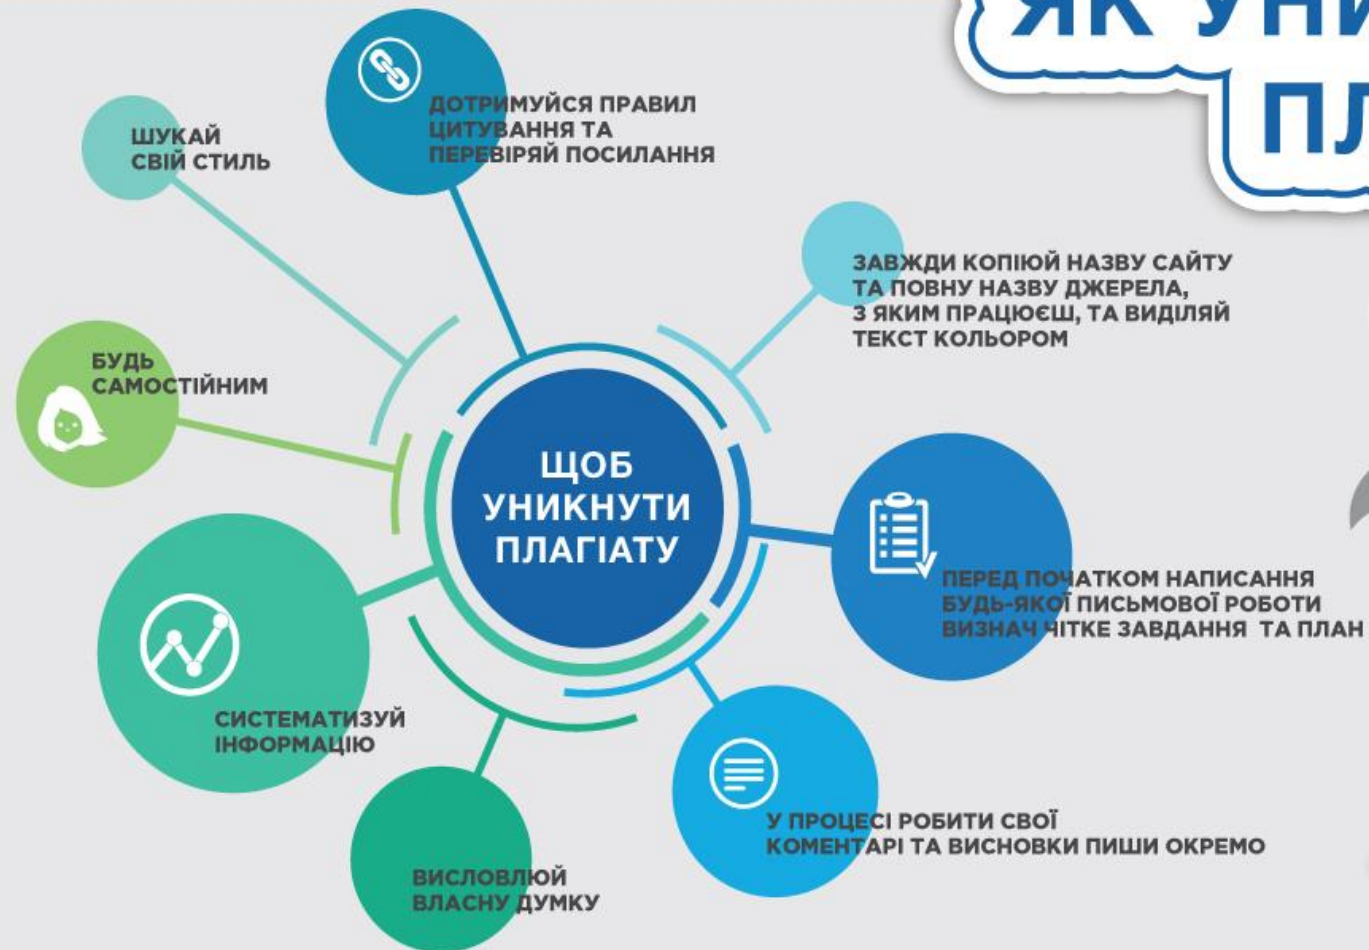 ЯК
ШУКАЙ
СВІЙ СТИЛЬ
ДОТРИМУЙСЯ ПРАВИЛ
ЦИТУВАННЯ ТА
ПЕРЕВІРЯЙ ПОСИЛАННЯ
ЗАВЖДИ КОПІЮЙ НАЗВУ САЙТУ
ТА ПОВНУ НАЗВУ ДЖЕРЕЛА,
З ЯКИМ ПРАЦЮЄШ, ТА ВИДІЛЯЙ
ТЕКСТ КОЛЬОРОМ
БУДЬ
САМОСТІЙНИМ
ЩОБ
УНИКНУТИ
ПЛАГІАТУ
ПЕРЕД ПОЧАТКОМ НАПИСАННЯ
БУДЬ-ЯКОЇ ПИСЬМОВОЇ РОБОТИ
ВИЗНАЧ ЧІТКЕ ЗАВДАННЯ ТА ПЛАН
СИСТЕМАТИЗУЙ
ІНФОРМАЦІЮ
У ПРОЦЕСІ РОБИТИ СВОЇ
КОМЕНТАРІ ТА ВИСНОВКИ ПИШИ ОКРЕМО
ВИСЛОВЛЮЙ
ВЛАСНУ ДУМКУ